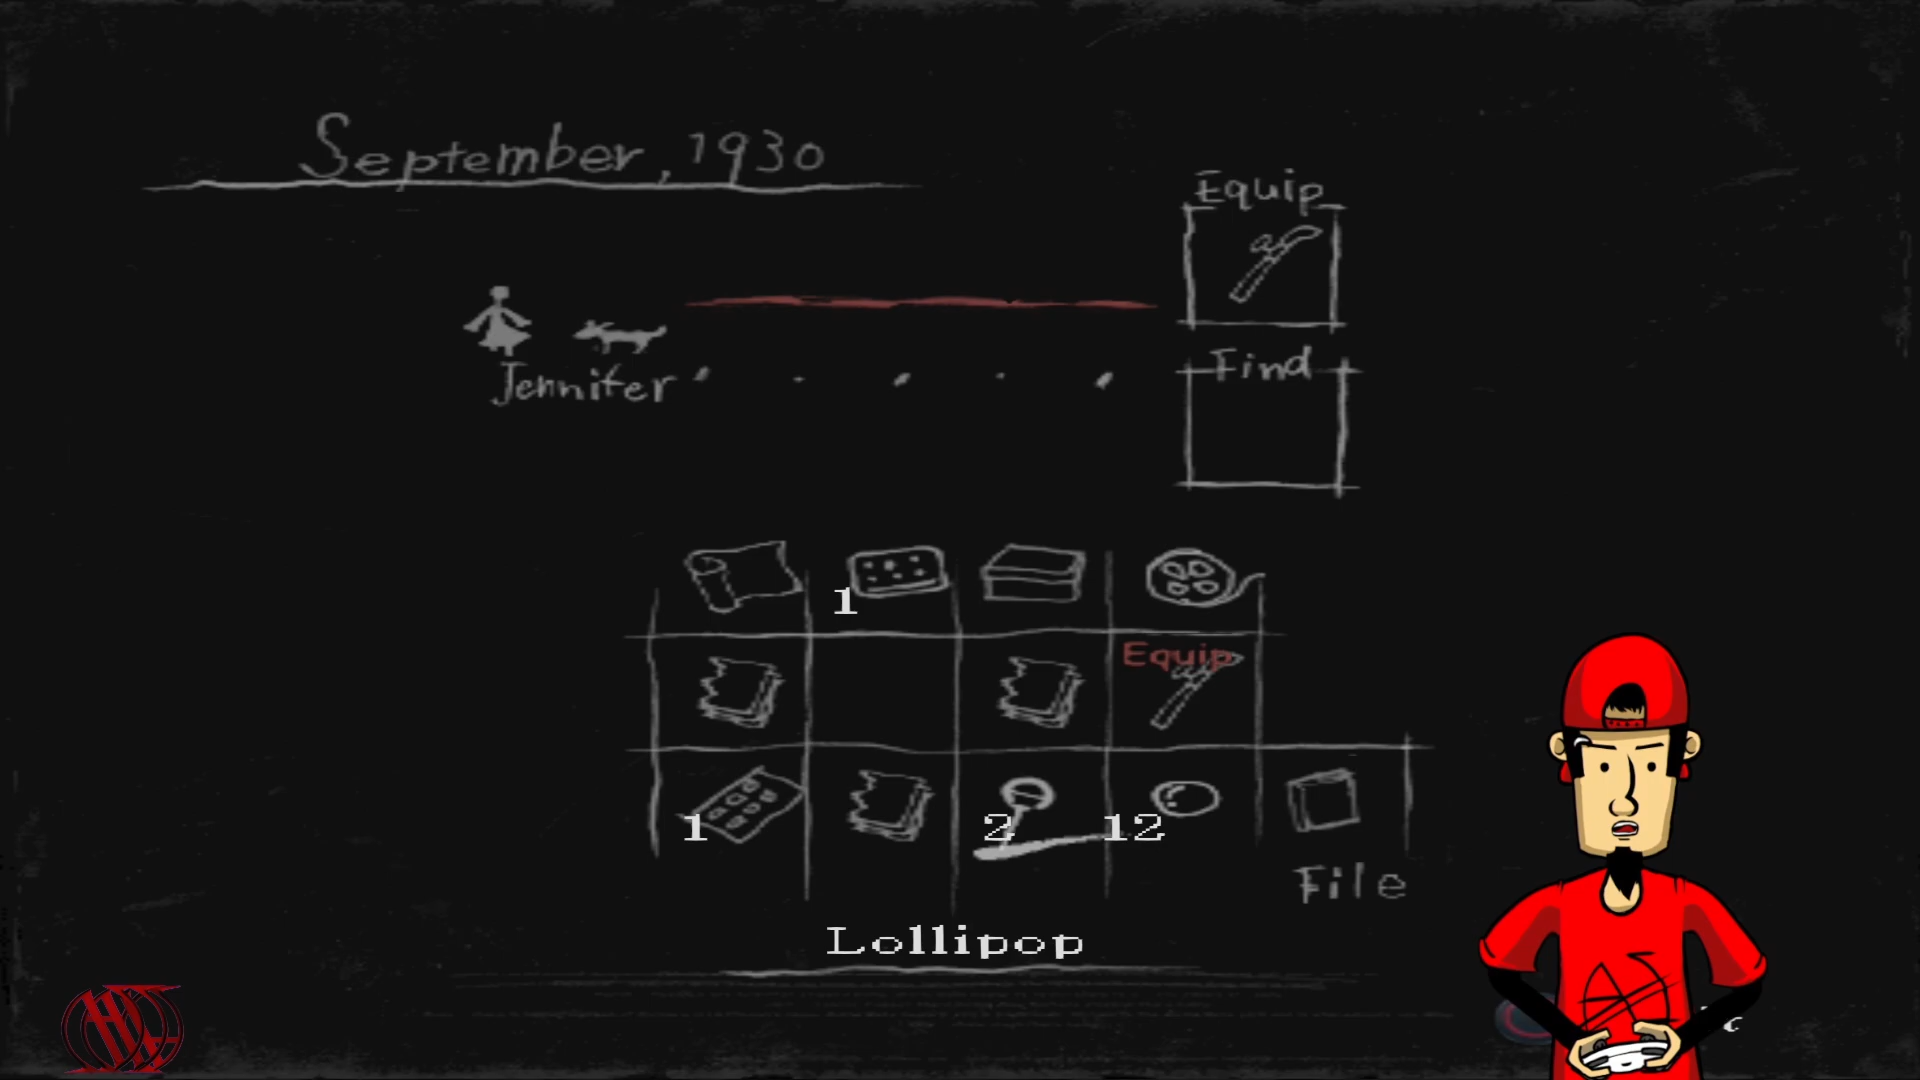 September, 1930
Equip
Jennifer
Find
1
Equip
1
2
12
File
Lollipop